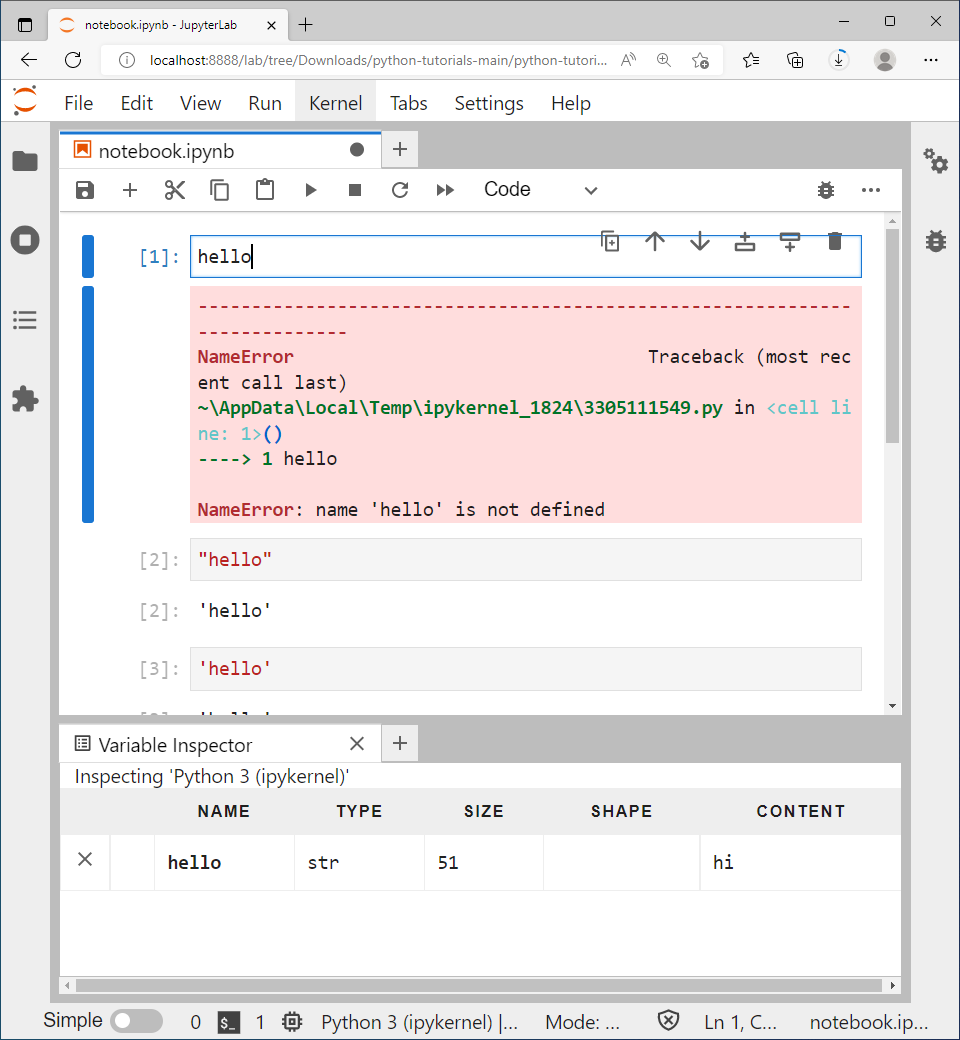 notebook.ipynb - JupyterLab
localhost:8888/lab/tree/Downloads/python-tutorials-main/python-tutori...
File Edit View Run Kernel Tabs Settings Help
notebook.ipynb
Code
[1]: hello
---------------------------------------------------------------------------
NameError Traceback (most rec
ent call last)
~\AppData\Local\Temp\ipykernel_1824\3305111549.py in <cell li
ne: 1>()
----> 1 hello
NameError: name 'hello' is not defined
[2]: "hello"
[2]: 'hello'
[3]: 'hello'
Variable Inspector
Inspecting 'Python 3 (ipykernel)'
NAME TYPE SIZE SHAPE CONTENT
hello str 51 hi
Simple 0 $_ 1 Python 3 (ipykernel) |... Mode: ... Ln 1, C... notebook.ip...